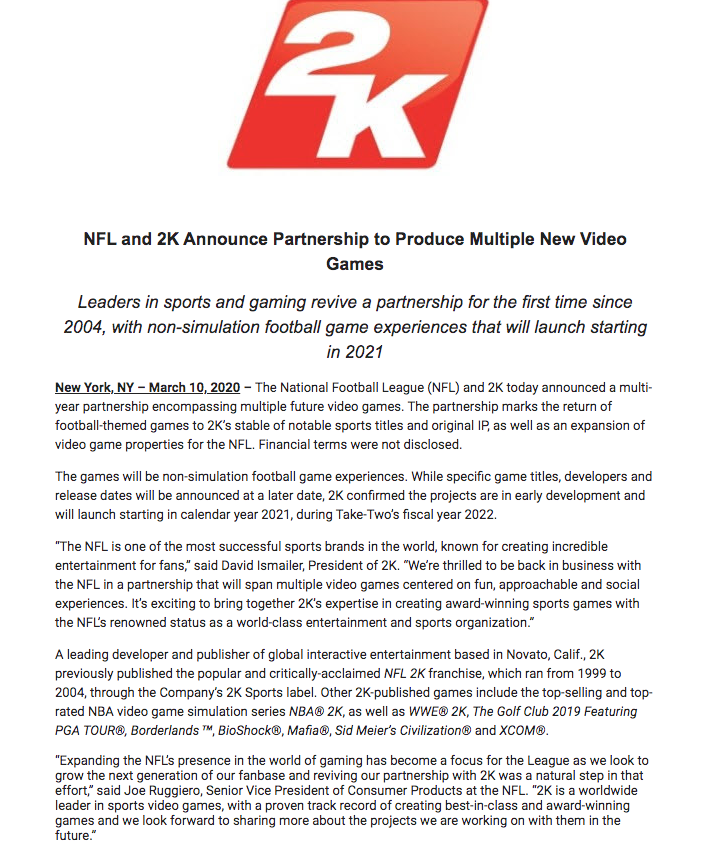 2K
NFL and 2K Announce Partnership to Produce Multiple New Video
Games
Leaders in sports and gaming revive a partnership for the first time since
2004, with non-simulation football game experiences that will launch starting
in 2021
New York, NY – March 10, 2020 – The National Football League (NFL) and 2K today announced a multi-
year partnership encompassing multiple future video games. The partnership marks the return of
football-themed games to 2K’s stable of notable sports titles and original IP, as well as an expansion of
video game properties for the NFL. Financial terms were not disclosed.
The games will be non-simulation football game experiences. While specific game titles, developers and
release dates will be announced at a later date, 2K confirmed the projects are in early development and
will launch starting in calendar year 2021, during Take-Two’s fiscal year 2022.
“The NFL is one of the most successful sports brands in the world, known for creating incredible
entertainment for fans,” said David Ismailer, President of 2K. “We’re thrilled to be back in business with
the NFL in a partnership that will span multiple video games centered on fun, approachable and social
experiences. It’s exciting to bring together 2K’s expertise in creating award-winning sports games with
the NFL’s renowned status as a world-class entertainment and sports organization.”
A leading developer and publisher of global interactive entertainment based in Novato, Calif., 2K
previously published the popular and critically-acclaimed NFL 2K franchise, which ran from 1999 to
2004, through the Company’s 2K Sports label. Other 2K-published games include the top-selling and top-
rated NBA video game simulation series NBA® 2K, as well as WWE® 2K, The Golf Club 2019 Featuring
PGA TOUR®, Borderlands ™, BioShock®, Mafia®, Sid Meier’s Civilization® and XCOM®.
“Expanding the NFL’s presence in the world of gaming has become a focus for the League as we look to
grow the next generation of our fanbase and reviving our partnership with 2K was a natural step in that
effort,” said Joe Ruggiero, Senior Vice President of Consumer Products at the NFL. “2K is a worldwide
leader in sports video games, with a proven track record of creating best-in-class and award-winning
games and we look forward to sharing more about the projects we are working on with them in the
future.”